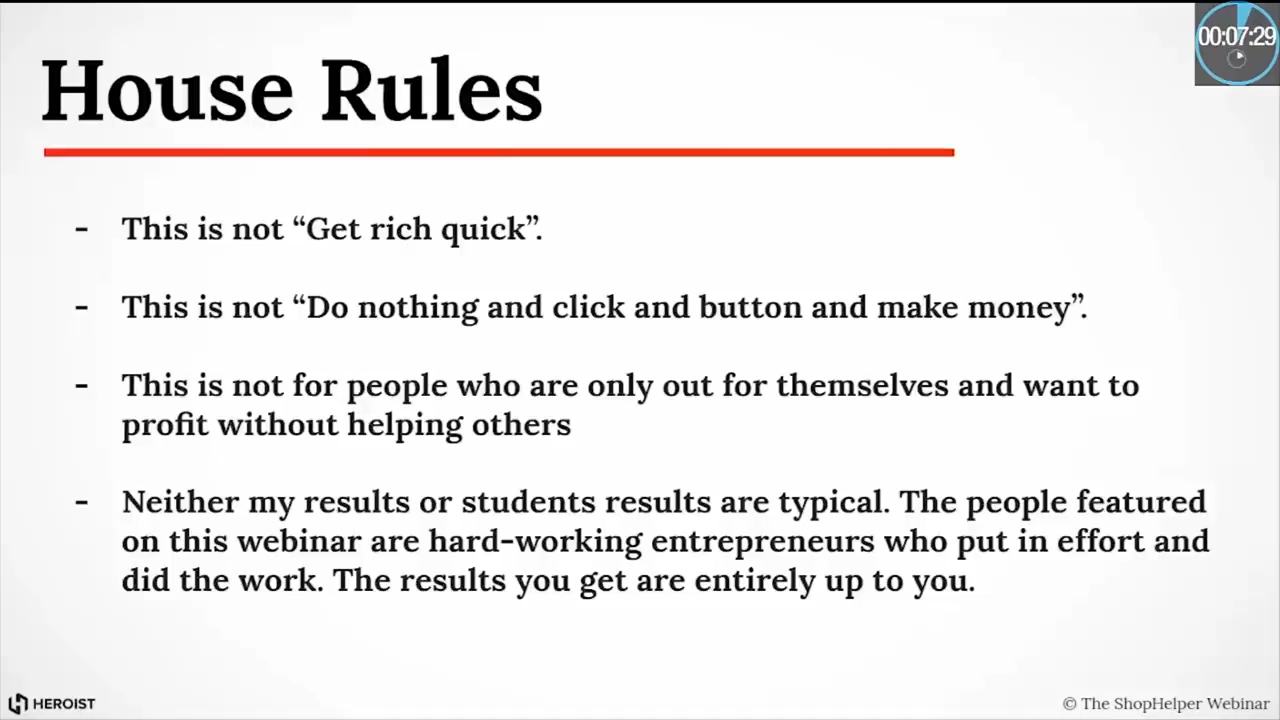 00:07:29
House Rules
- This is not “Get rich quick”.
- This is not “Do nothing and click and button and make money”.
- This is not for people who are only out for themselves and want to
profit without helping others
- Neither my results or students results are typical. The people featured
on this webinar are hard-working entrepreneurs who put in effort and
did the work. The results you get are entirely up to you.
HEROIST
© The ShopHelper Webinar